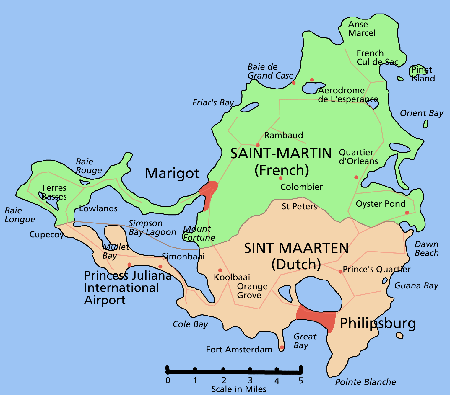 Anse
Marcel
French
Cul de Sac
Baie de
Grand Casc
Pinet
Island
Aerodrome
de L'esperance
Friar's Bay
Orient Bay
Rambaud
SAINT-MARTIN
(French)
Quartier
d'Orleans
Baie
Rouge
Marigot
Colombier
Terres
Basses
Lowlands
St Peters
Oyster Pond
Baie
Longue
Simpson
Bay Lagoon
Mount
Fortune
Cupecoy
Mullet
Bay
Simonbaai
SINT MAARTEN
(Dutch)
Dawn
Beach
Princess Juliana
International
Airport
Koolbaai
Orange
Grove
Prince's Quartier
Guana Bay
Cole Bay
Philipsburg
Great
Bay
Fort Amsterdam
Pointe Blanche
0 1 2 3 4 5
Scale in Miles